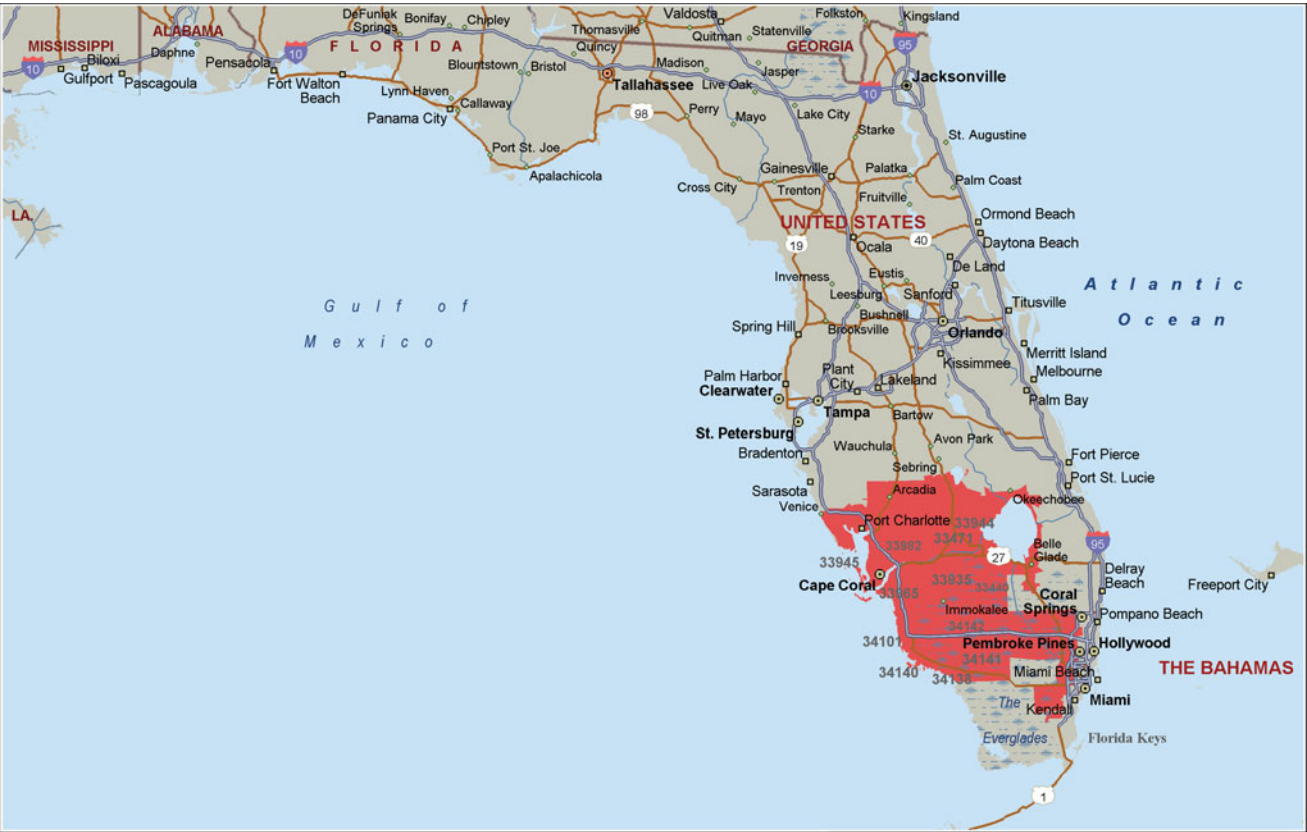 Valdosta
Folkston
Kingsland
DeFuniak
Springs
Bonifay
Chipley
Thomasville
Quitman
Statenville
ALABAMA
MISSISSIPPI
Daphne
FLORIDA
Quincy
GEORGIA
95
10
Biloxi
10
Pensacola
Blountstown
Bristol
Madison
Jasper
Gulfport
Pascagoula
Fort Walton
Beach
Tallahassee
Live Oak
10
Jacksonville
Lynn Haven
Callaway
Panama City
98
Perry
Mayo
Lake City
Starke
St. Augustine
Port St. Joe
Apalachicola
Gainesville
Palatka
Cross City
Trenton
Palm Coast
Fruitville
LA.
UNITED STATES
Ormond Beach
19
Ocala
40
Daytona Beach
De Land
Inverness
Eustis
Leesburg
Sanford
Atlantic
Ocean
Gulf of
Mexico
Bushnell
Titusville
Spring Hill
Brooksville
Orlando
Merritt Island
Kissimmee
Palm Harbor
Plant
City
Lakeland
Melbourne
Clearwater
Tampa
Bartow
Palm Bay
St. Petersburg
Wauchula
Avon Park
Bradenton
Sebring
Fort Pierce
Sarasota
Arcadia
Port St. Lucie
Venice
Okeechobee
Port Charlotte
33944
33471
33982
95
33945
27
Belle
Glade
Delray
Beach
Freeport City
Cape Coral
33965
33935
33440
Coral
Springs
Immokalee
Pompano Beach
34142
34101
Pembroke Pines
Hollywood
34141
34140
34138
Miami Beach
THE BAHAMAS
The
Everglades
Kendall
Miami
Florida Keys
1